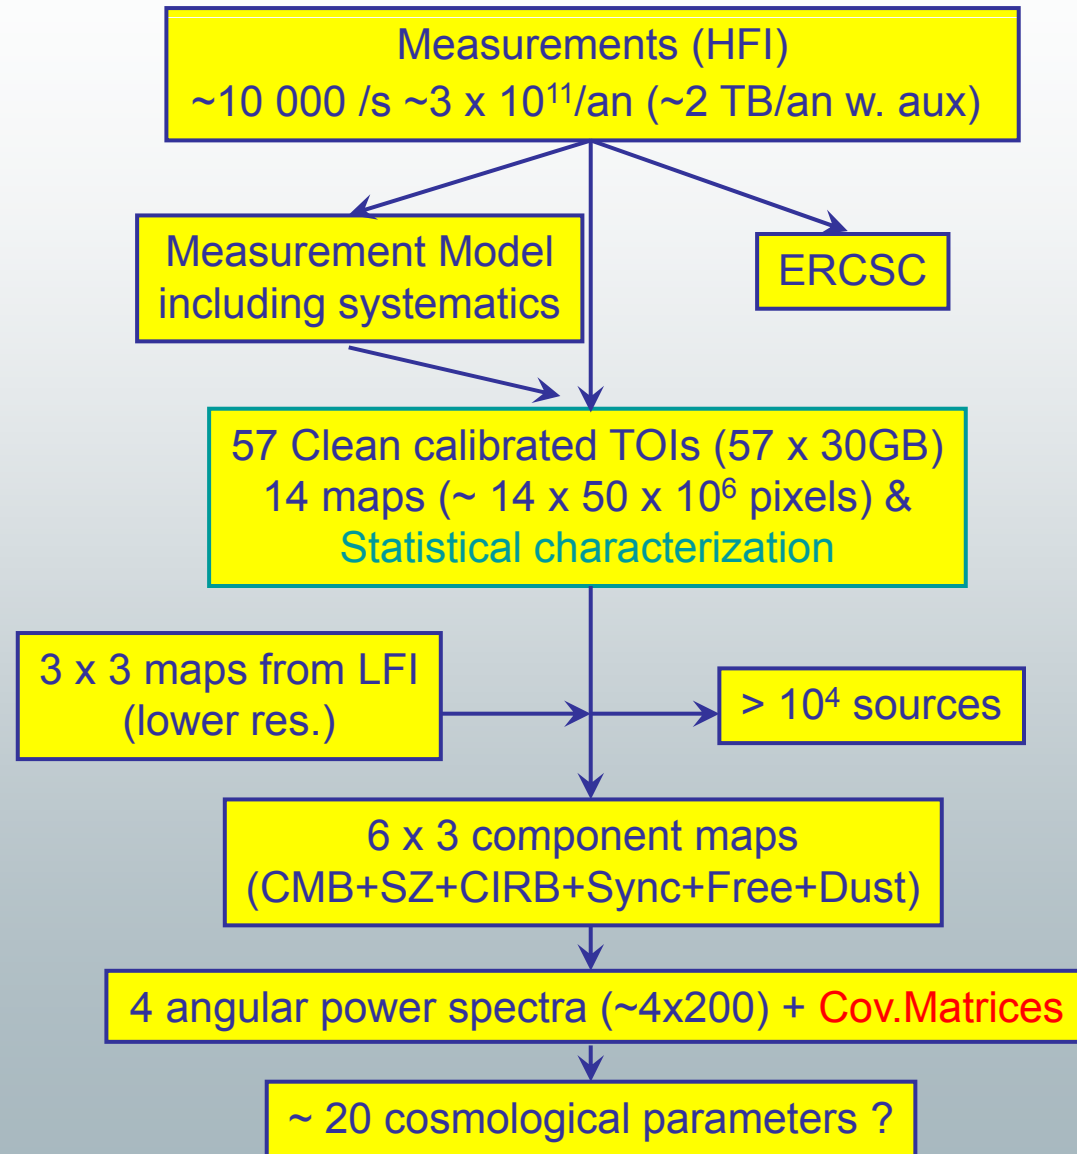 Measurements (HFI)
~10 000 /s ~3 x 10¹¹/an (~2 TB/an w. aux)
Measurement Model
including systematics
ERCSC
57 Clean calibrated TOIs (57 x 30GB)
14 maps (~ 14 x 50 x 10⁶ pixels) &
Statistical characterization
3 x 3 maps from LFI
(lower res.)
> 10⁴ sources
6 x 3 component maps
(CMB+SZ+CIRB+Sync+Free+Dust)
4 angular power spectra (~4x200) + Cov.Matrices
~ 20 cosmological parameters ?